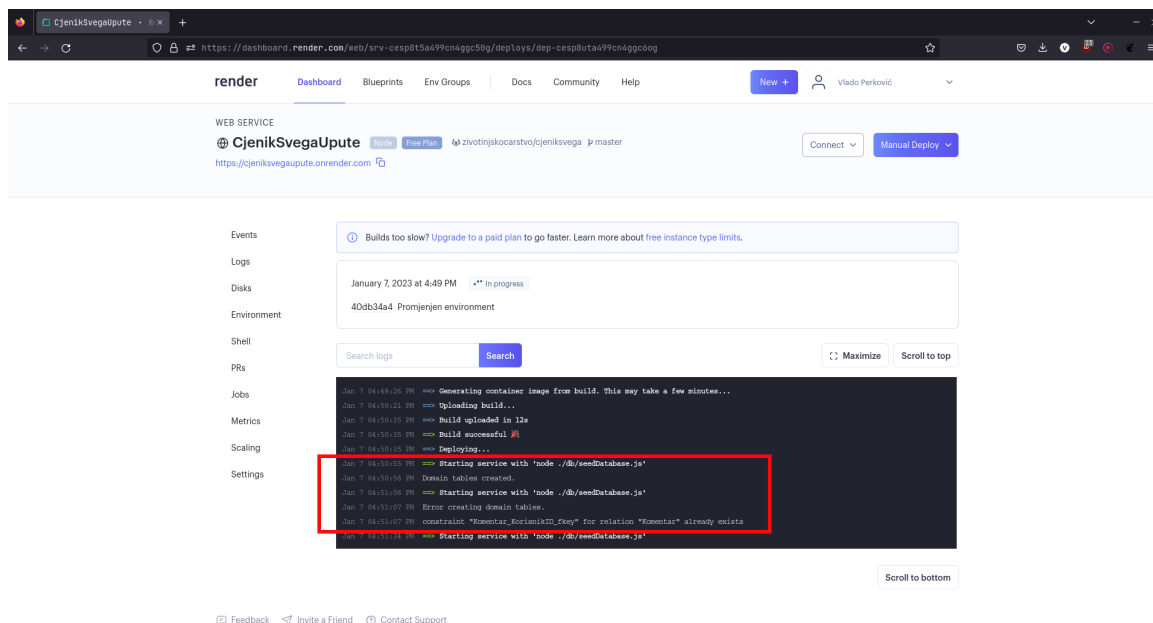 CjenikSvegaUpute
https://dashboard.render.com/web/srv-cesp8t5a499cn4ggc50g/deploys/dep-cesp8uta499cn4ggc6og
23
render Dashboard Blueprints Env Groups Docs Community Help New + Vlado Perković
WEB SERVICE
CjenikSvegaUpute Node Free Plan zivotinjskocarstvo/cjeniksvega master
Connect Manual Deploy
https://cjeniksvegaupute.onrender.com
Events
Logs
Disks
Environment
Shell
PRs
Jobs
Metrics
Scaling
Settings
Builds too slow? Upgrade to a paid plan to go faster. Learn more about free instance type limits.
January 7, 2023 at 4:49 PM In progress
40db34a4 Promjenjen environment
Search logs Search Maximize Scroll to top
Jan 7 04:49:26 PM ==> Generating container image from build. This may take a few minutes...
Jan 7 04:50:21 PM ==> Uploading build...
Jan 7 04:50:35 PM ==> Build uploaded in 12s
Jan 7 04:50:35 PM ==> Build successful 🎉
Jan 7 04:50:35 PM ==> Deploying...
Jan 7 04:50:55 PM ==> Starting service with 'node ./db/seedDatabase.js'
Jan 7 04:50:56 PM Domain tables created.
Jan 7 04:51:06 PM ==> Starting service with 'node ./db/seedDatabase.js'
Jan 7 04:51:07 PM Error creating domain tables.
Jan 7 04:51:07 PM constraint "Komentar_KorisnikID_fkey" for relation "Komentar" already exists
Jan 7 04:51:34 PM ==> Starting service with 'node ./db/seedDatabase.js'
Scroll to bottom
Feedback Invite a Friend Contact Support